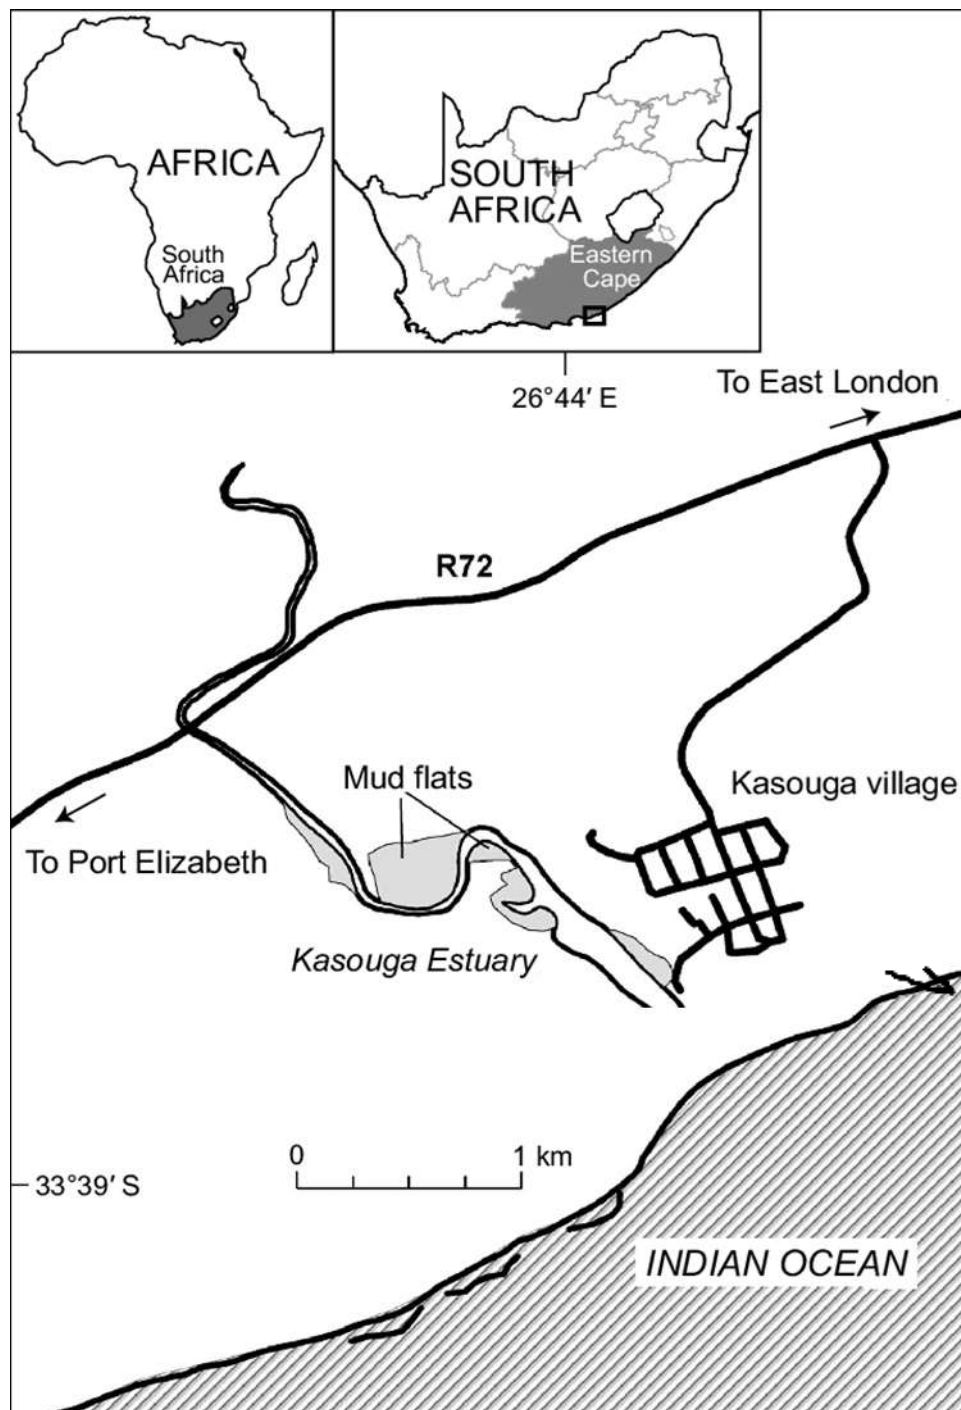 AFRICA
South
Africa
SOUTH
AFRICA
Eastern
Cape
26°44′ E
To East London
R72
Mud flats
Kasouga village
To Port Elizabeth
Kasouga Estuary
0 1 km
33°39′ S
INDIAN OCEAN